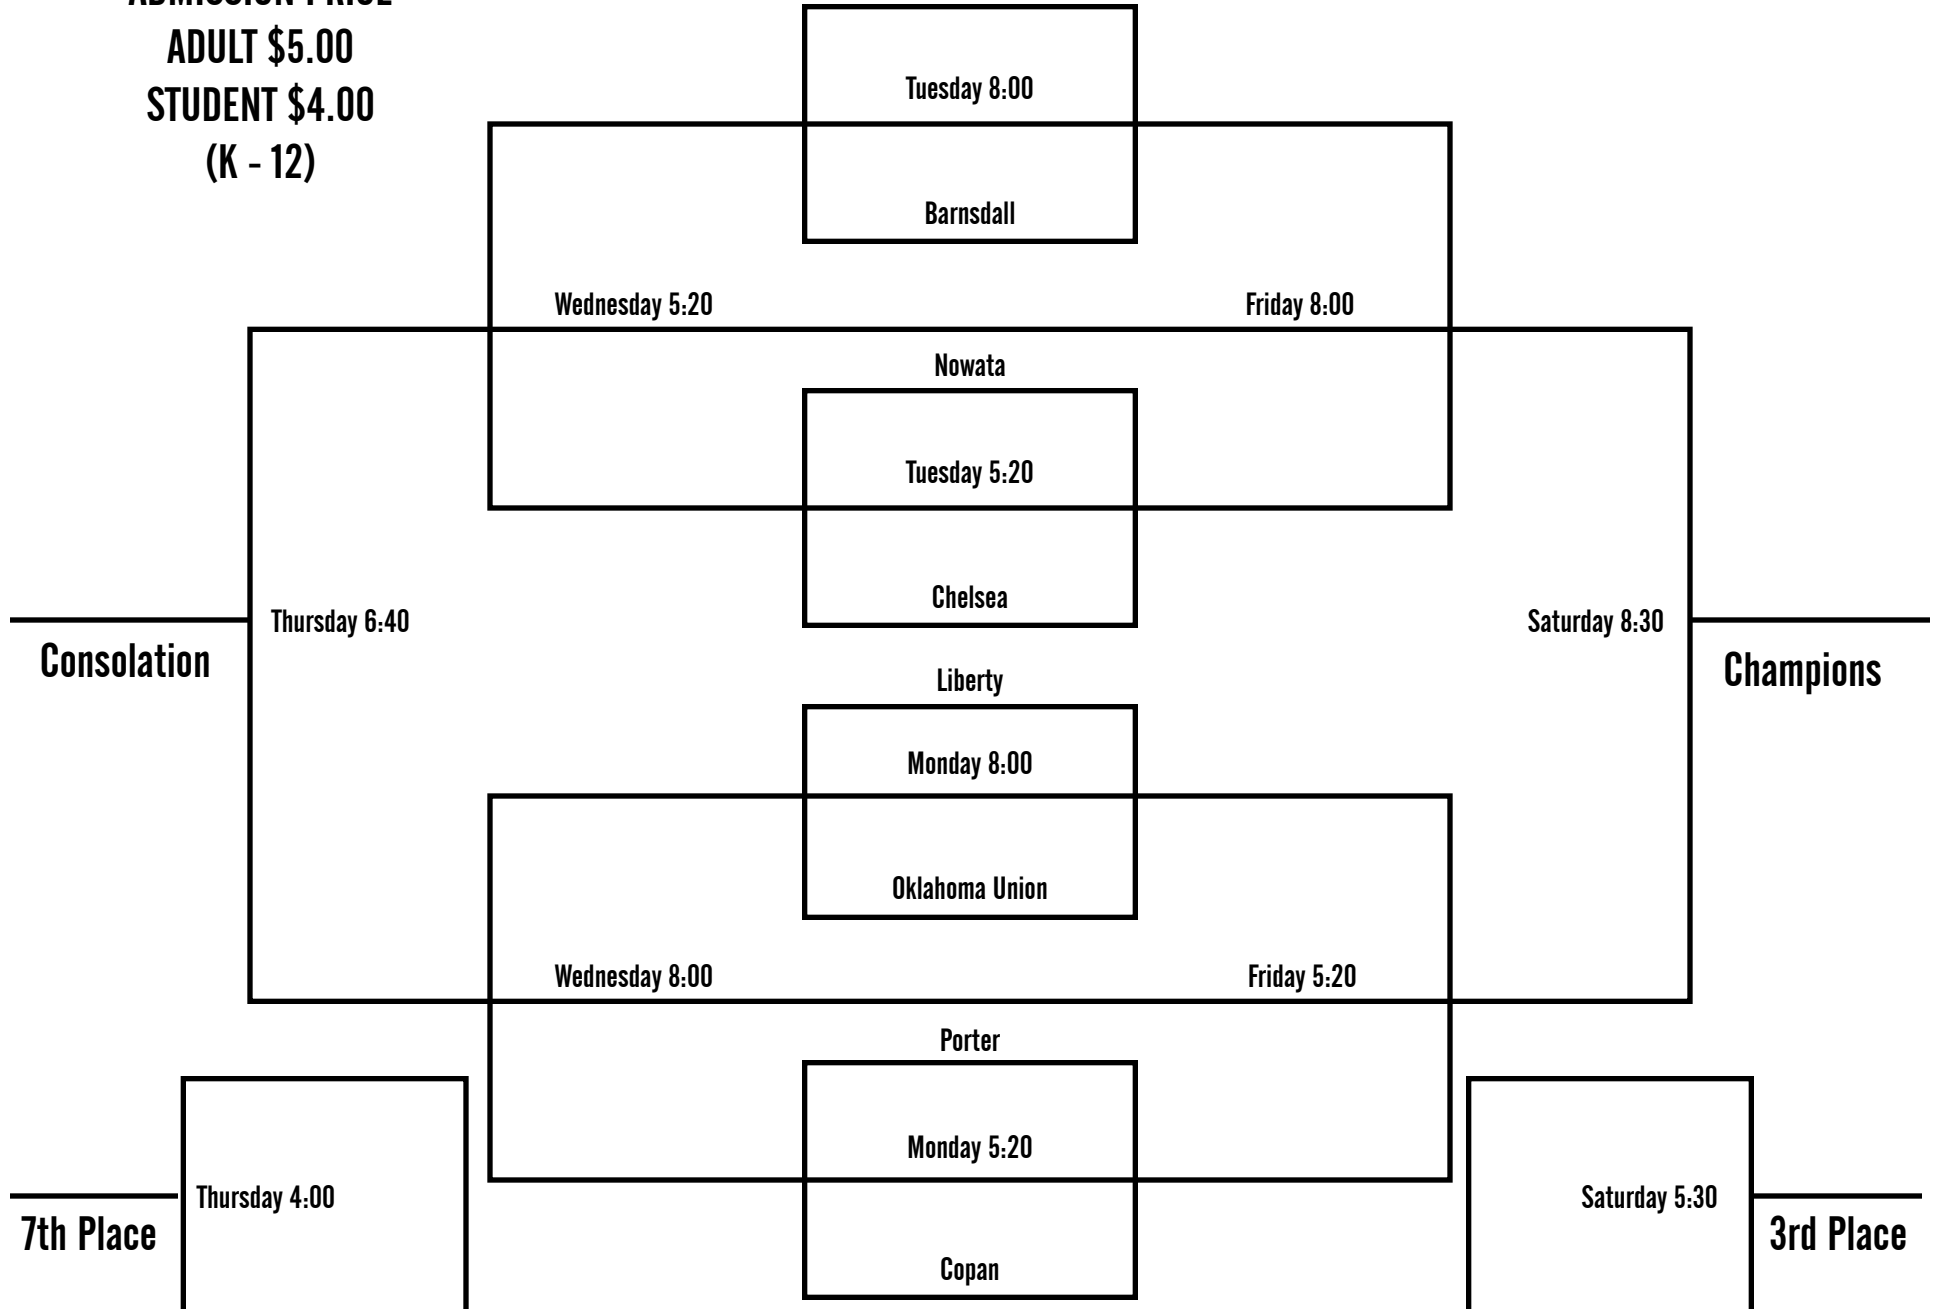 ADMISSION PRICE
ADULT $5.00
STUDENT $4.00
(K - 12)
Tuesday 8:00
Barnsdall
Wednesday 5:20
Friday 8:00
Nowata
Tuesday 5:20
Chelsea
Thursday 6:40
Saturday 8:30
Consolation
Champions
Liberty
Monday 8:00
Oklahoma Union
Wednesday 8:00
Friday 5:20
Porter
Monday 5:20
Thursday 4:00
Saturday 5:30
7th Place
3rd Place
Copan